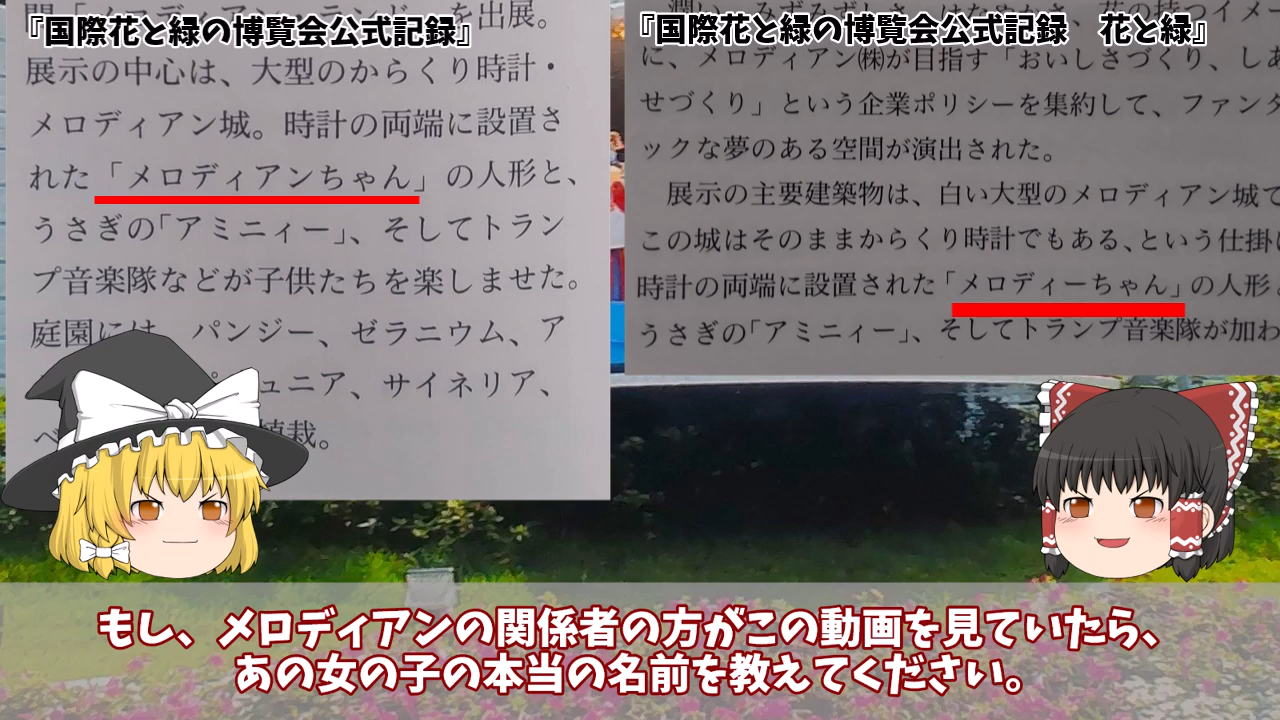 『国際花と緑の博覧会公式記録』
を出展。
展示の中心は、大型のからくり時計・
メロディアン城。時計の両端に設置さ
れた「メロディアンちゃん」の人形と、
うさぎの「アミニィー」、そしてトラン
プ音楽隊などが子供たちを楽しませた。
庭園には、パンジー、ゼラニウム、ア
ュニア、サイネリア、
植栽。
『国際花と緑の博覧会公式記録 花と緑』
に、メロディアン㈱が目指す「おいしさづくり、しあ
せづくり」という企業ポリシーを集約して、ファンタ
ックな夢のある空間が演出された。
展示の主要建築物は、白い大型のメロディアン城で
この城はそのままからくり時計でもある、という仕掛け
時計の両端に設置された「メロディーちゃん」の人形
うさぎの「アミニィー」、そしてトランプ音楽隊が加わ
もし、メロディアンの関係者の方がこの動画を見ていたら、
あの女の子の本当の名前を教えてください。